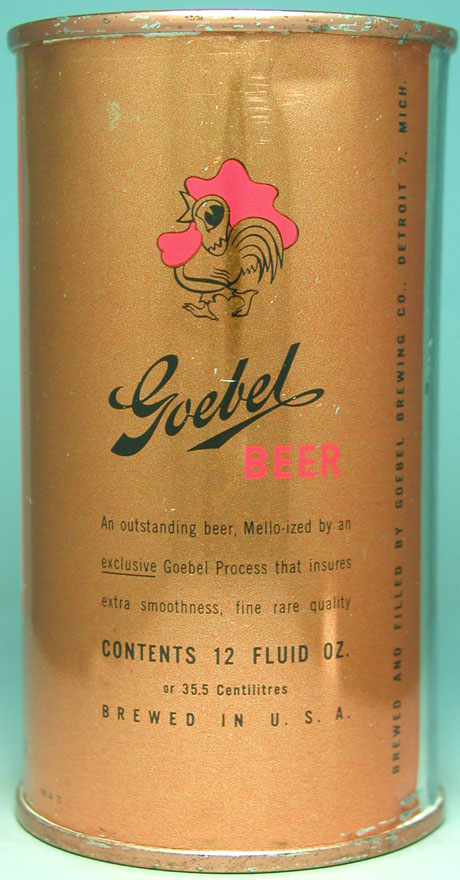 Goebel
BEER
An outstanding beer, Mello-ized by an
exclusive Goebel Process that insures
extra smoothness, fine rare quality
CONTENTS 12 FLUID OZ.
or 35.5 Centilitres
BREWED IN U. S. A.
BREWED AND FILLED BY GOEBEL BREWING CO., DETROIT 7, MICH.